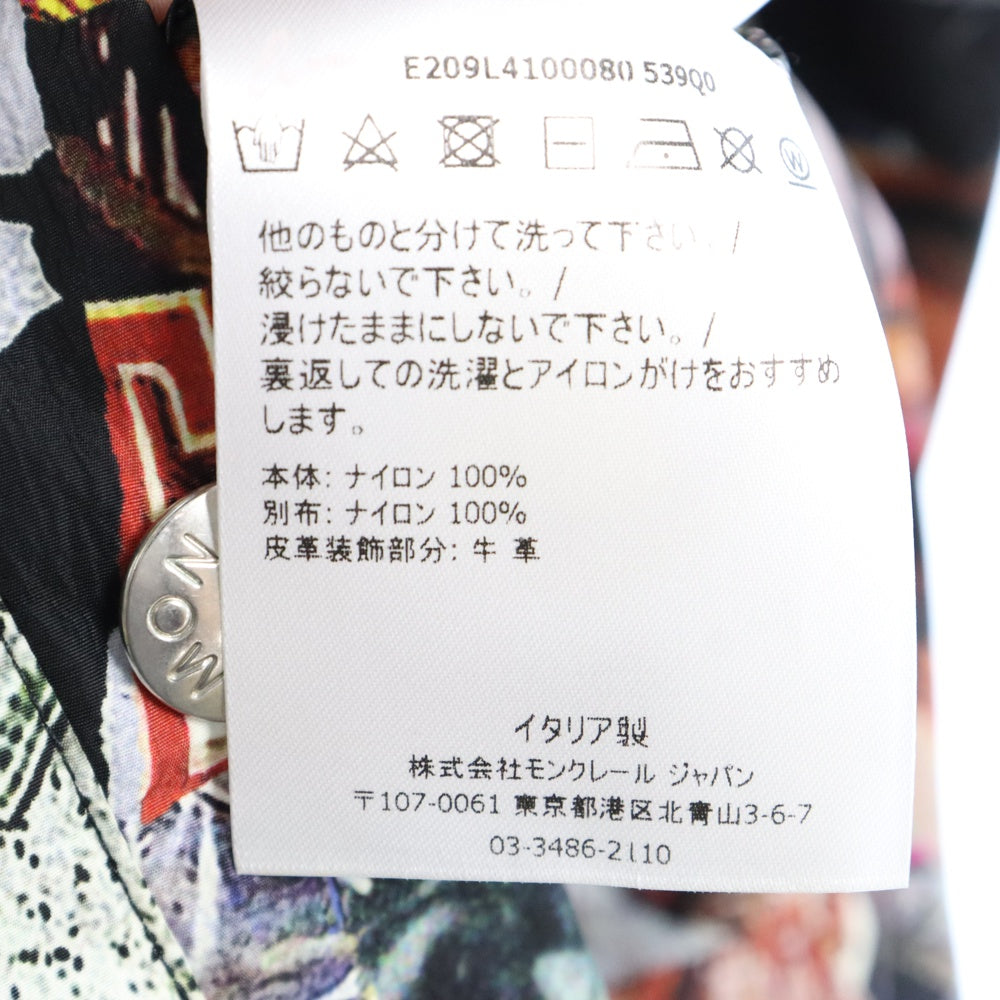 E209L4100080 539Q0
W
他のものと分けて洗って下さい。/
絞らないで下さい。/
浸けたままにしないで下さい。/
裏返しての洗濯とアイロンがけをおすすめ
します。
本体: ナイロン 100%
別布: ナイロン 100%
皮革装飾部分: 牛 革
MON
イタリア製
株式会社モンクレール ジャパン
〒107-0061 東京都港区北青山3-6-7
03-3486-2110